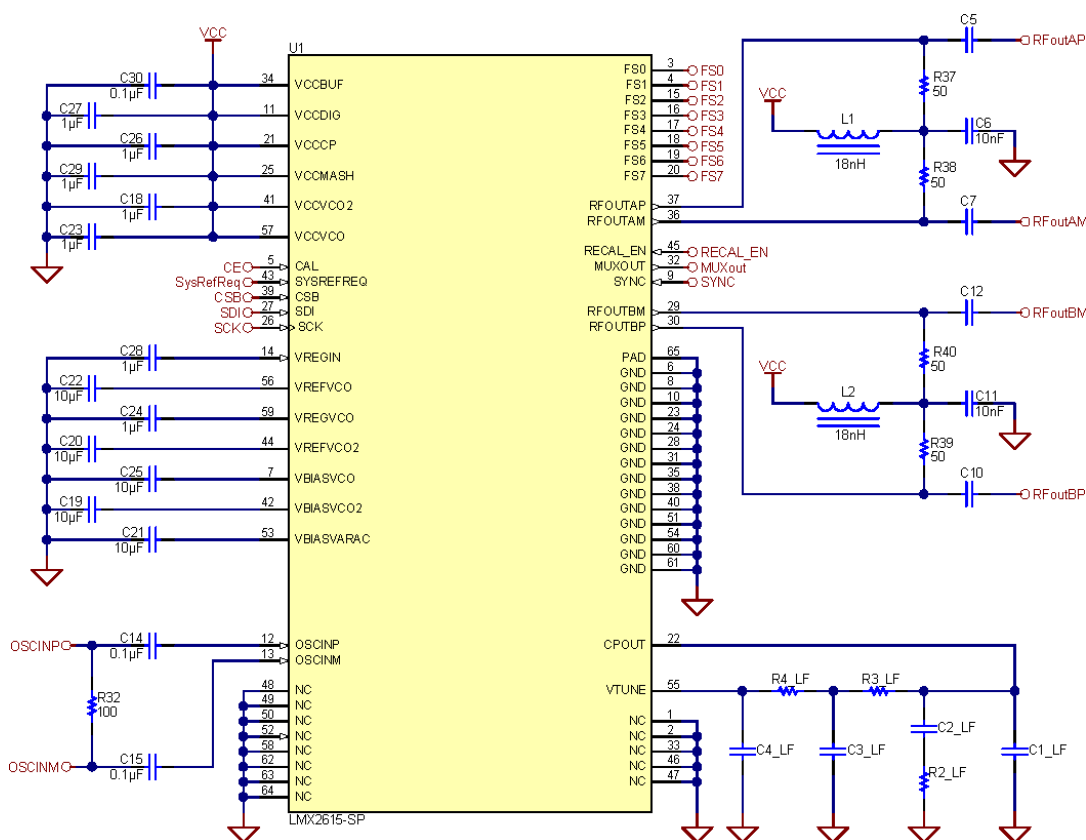 VCC
U1
C30
0.1µF
34
VCCBUF
C27
1µF
11
VCCDIG
C26
1µF
21
VCCCP
C29
1µF
25
VCCMASH
C18
1µF
41
VCCVCO2
C23
1µF
57
VCCVCO
CE
5
CAL
SysRefReq
43
SYSREFREQ
CSB
39
CSB
SDI
27
SDI
SCK
26
SCK
C28
1µF
14
VREGIN
C22
10µF
56
VREFVCO
C24
1µF
59
VREGVCO
C20
10µF
44
VREFVCO2
C25
10µF
7
VBIASVCO
C19
10µF
42
VBIASVCO2
C21
10µF
53
VBIASVARAC
OSCINP
C14
0.1µF
12
OSCINP
13
OSCINM
R32
100
OSCINM
C15
0.1µF
48
NC
49
NC
50
NC
52
NC
58
NC
62
NC
63
NC
64
NC
LMX2615-SP
FS0
3
FS0
FS1
4
FS1
FS2
15
FS2
FS3
16
FS3
FS4
17
FS4
FS5
18
FS5
FS6
19
FS6
FS7
20
FS7
RFOUTAP
37
RFOUTAM
36
RECAL_EN
45
RECAL_EN
MUXOUT
32
MUXout
SYNC
9
SYNC
RFOUTBM
29
RFOUTBP
30
PAD
65
GND
6
GND
8
GND
10
GND
23
GND
24
GND
28
GND
31
GND
35
GND
38
GND
40
GND
51
GND
54
GND
60
GND
61
CPOUT
22
VTUNE
55
NC
1
NC
2
NC
33
NC
46
NC
47
C5
RFoutAP
R37
50
VCC
L1
18nH
C6
10nF
R38
50
C7
RFoutAM
C12
RFoutBM
R40
50
VCC
L2
18nH
C11
10nF
R39
50
C10
RFoutBP
R4_LF
R3_LF
C2_LF
C4_LF
C3_LF
C1_LF
R2_LF